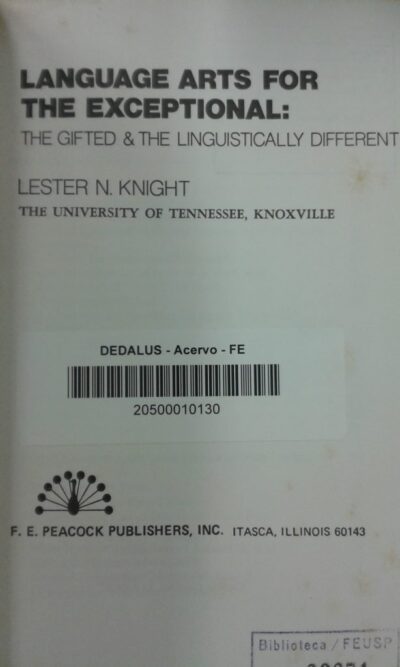 LANGUAGE ARTS FOR
THE EXCEPTIONAL:
THE GIFTED & THE LINGUISTICALLY DIFFERENT
LESTER N. KNIGHT
THE UNIVERSITY OF TENNESSEE, KNOXVILLE
DEDALUS - Acervo - FE
20500010130
F. E. PEACOCK PUBLISHERS, INC. ITASCA, ILLINOIS 60143
Biblioteca / FEUSP